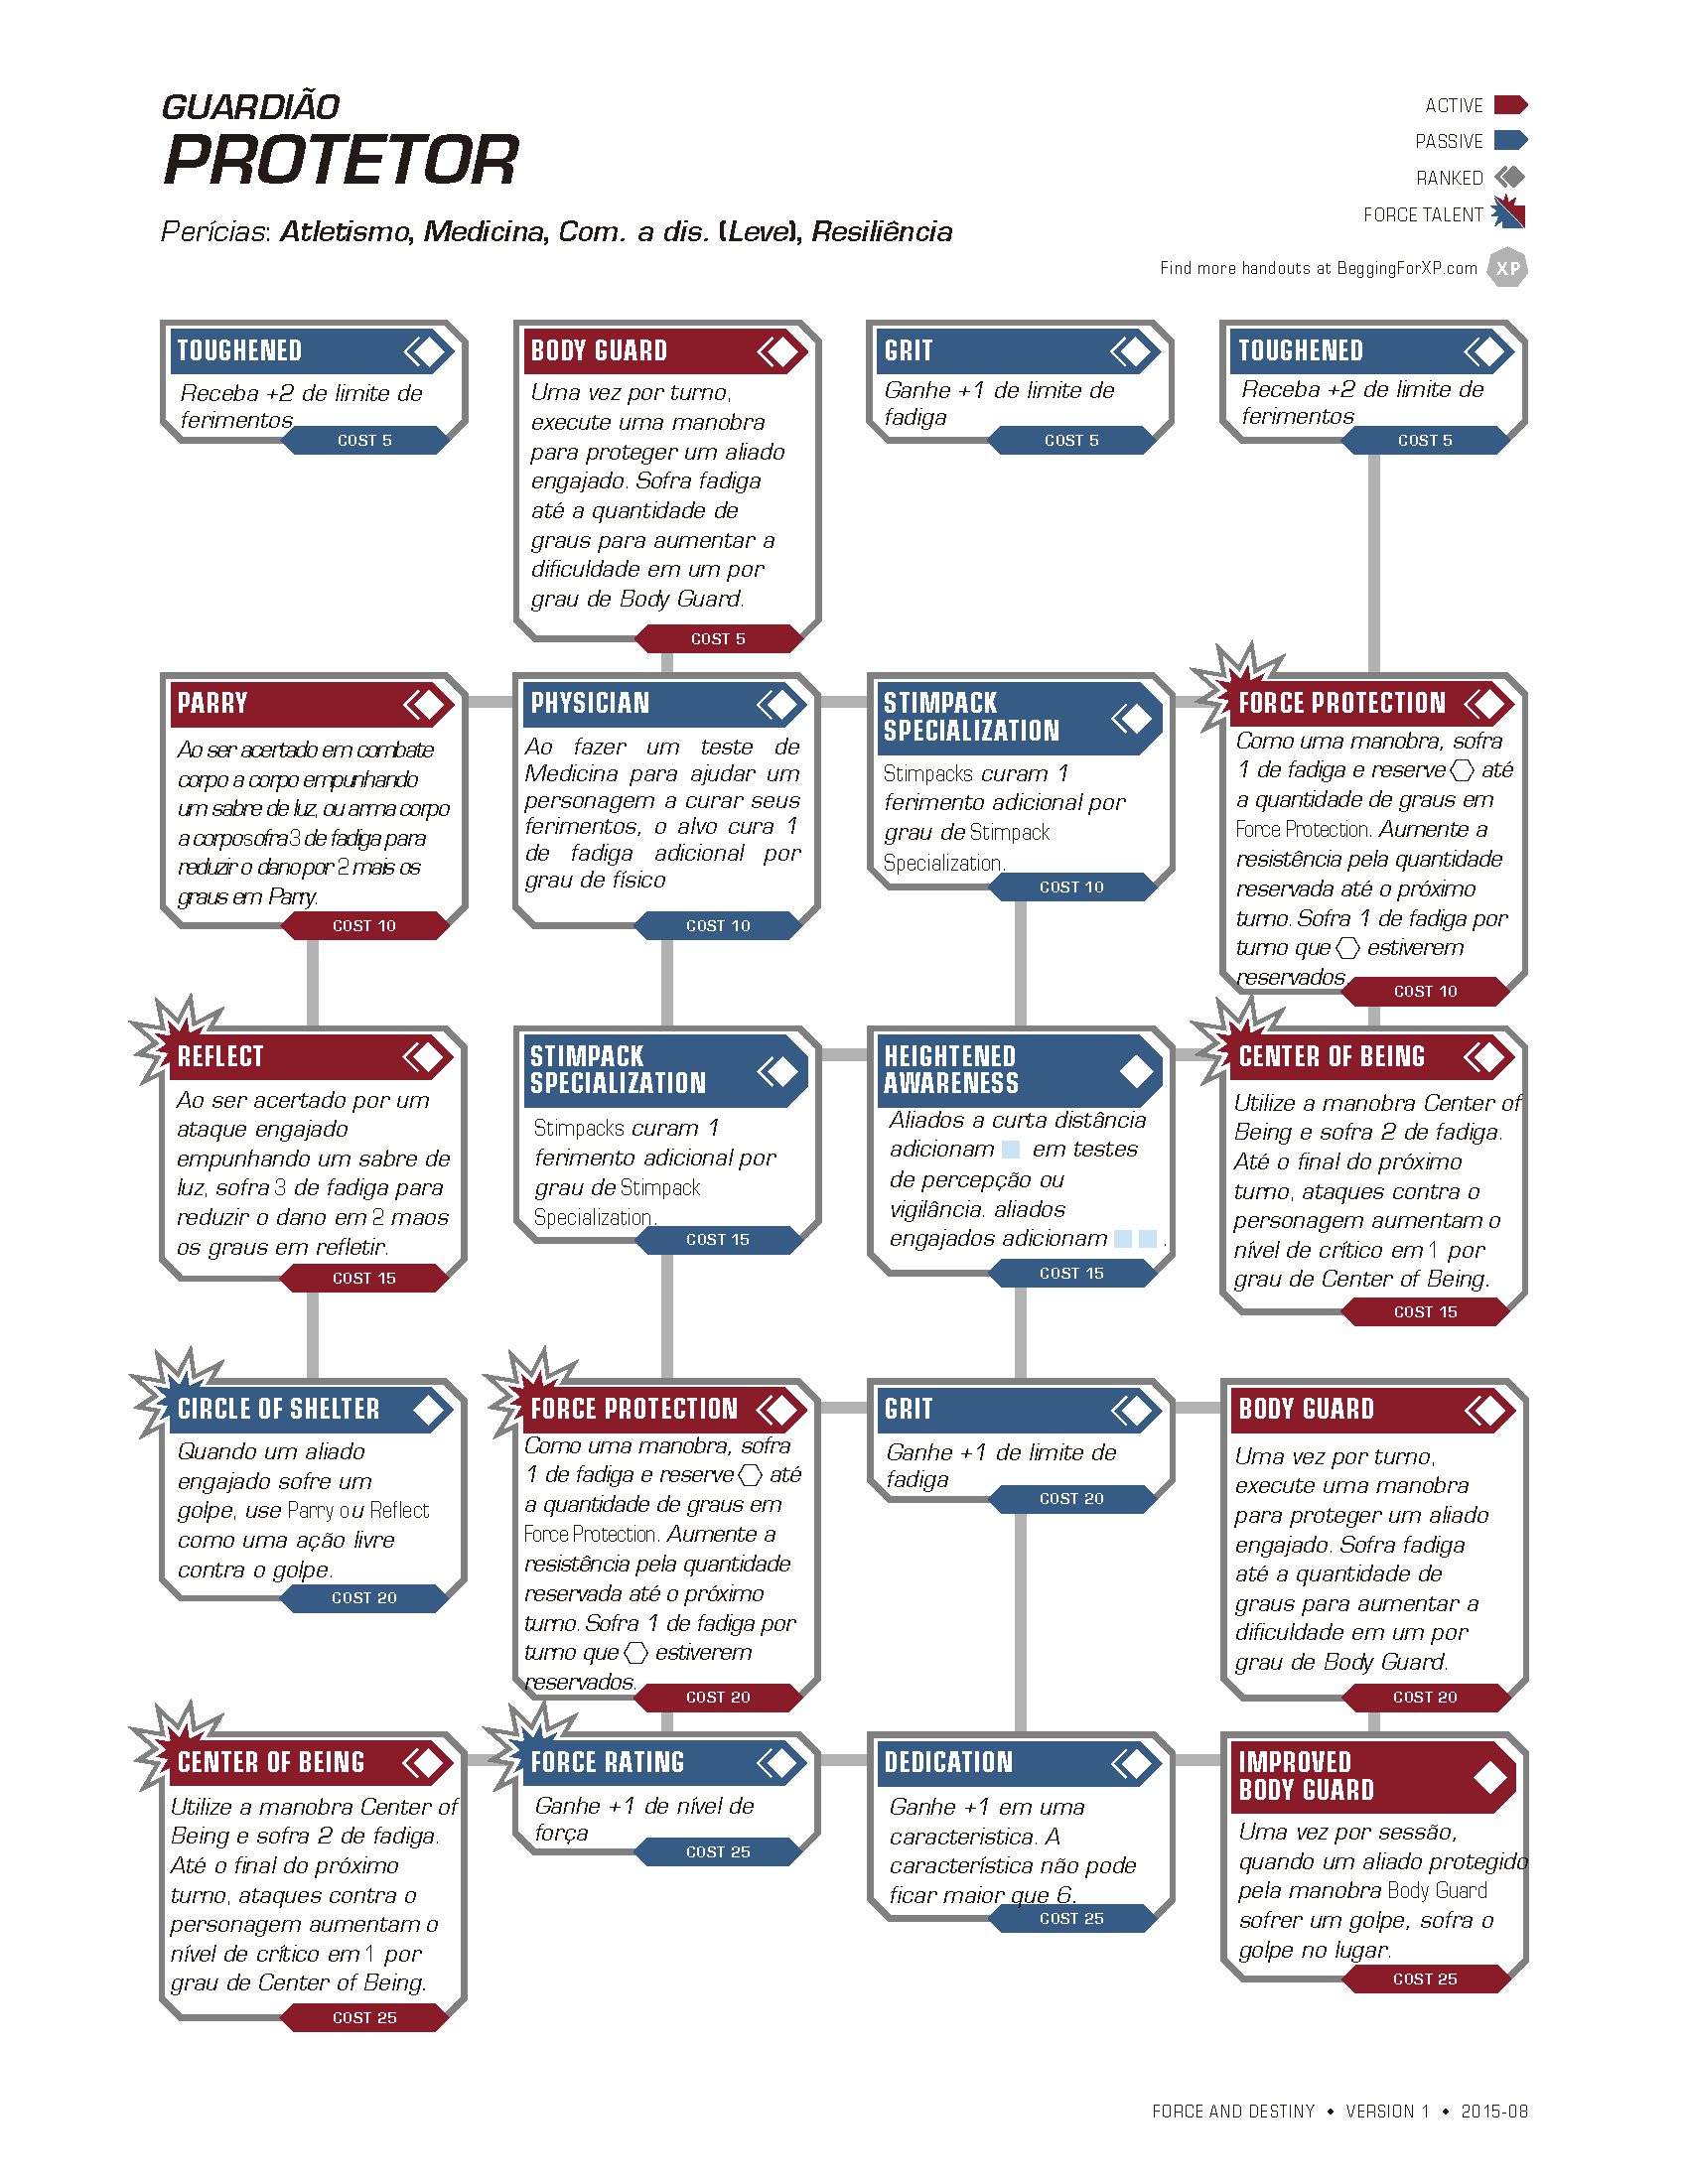 GUARDIÃO
PROTETOR
Perícias: Atletismo, Medicina, Com. a dis. (Leve), Resiliência
ACTIVE
PASSIVE
RANKED
FORCE TALENT
Find more handouts at BeggingForXP.com XP
TOUGHENED
Receba +2 de limite de
ferimentos
COST 5
BODY GUARD
Uma vez por turno,
execute uma manobra
para proteger um aliado
engajado. Sofra fadiga
até a quantidade de
graus para aumentar a
dificuldade em um por
grau de Body Guard.
COST 5
GRIT
Ganhe +1 de limite de
fadiga
COST 5
TOUGHENED
Receba +2 de limite de
ferimentos
COST 5
PARRY
Ao ser acertado em combate
corpo a corpo empunhando
um sabre de luz, ou arma corpo
a corpo sofra 3 de fadiga para
reduzir o dano por 2 mais os
graus em Parry.
COST 10
PHYSICIAN
Ao fazer um teste de
Medicina para ajudar um
personagem a curar seus
ferimentos, o alvo cura 1
de fadiga adicional por
grau de físico
COST 10
STIMPACK
SPECIALIZATION
Stimpacks curam 1
ferimento adicional por
grau de Stimpack
Specialization.
COST 10
FORCE PROTECTION
Como uma manobra, sofra
1 de fadiga e reserve até
a quantidade de graus em
Force Protection. Aumente a
resistência pela quantidade
reservada até o próximo
turno. Sofra 1 de fadiga por
turno que estiverem
reservados.
COST 10
REFLECT
Ao ser acertado por um
ataque engajado
empunhando um sabre de
luz, sofra 3 de fadiga para
reduzir o dano em 2 maos
os graus em refletir.
COST 15
STIMPACK
SPECIALIZATION
Stimpacks curam 1
ferimento adicional por
grau de Stimpack
Specialization.
COST 15
HEIGHTENED
AWARENESS
Aliados a curta distância
adicionam em testes
de percepção ou
vigilância. aliados
engajados adicionam .
COST 15
CENTER OF BEING
Utilize a manobra Center of
Being e sofra 2 de fadiga.
Até o final do próximo
turno, ataques contra o
personagem aumentam o
nível de crítico em 1 por
grau de Center of Being.
COST 15
CIRCLE OF SHELTER
Quando um aliado
engajado sofre um
golpe, use Parry ou Reflect
como uma ação livre
contra o golpe.
COST 20
FORCE PROTECTION
Como uma manobra, sofra
1 de fadiga e reserve até
a quantidade de graus em
Force Protection. Aumente a
resistência pela quantidade
reservada até o próximo
turno. Sofra 1 de fadiga por
turno que estiverem
reservados.
COST 20
GRIT
Ganhe +1 de limite de
fadiga
COST 20
BODY GUARD
Uma vez por turno,
execute uma manobra
para proteger um aliado
engajado. Sofra fadiga
até a quantidade de
graus para aumentar a
dificuldade em um por
grau de Body Guard.
COST 20
CENTER OF BEING
Utilize a manobra Center of
Being e sofra 2 de fadiga.
Até o final do próximo
turno, ataques contra o
personagem aumentam o
nível de crítico em 1 por
grau de Center of Being.
COST 25
FORCE RATING
Ganhe +1 de nível de
força
COST 25
DEDICATION
Ganhe +1 em uma
caracteristica. A
característica não pode
ficar maior que 6.
COST 25
IMPROVED
BODY GUARD
Uma vez por sessão,
quando um aliado protegido
pela manobra Body Guard
sofrer um golpe, sofra o
golpe no lugar.
COST 25
FORCE AND DESTINY • VERSION 1 • 2015-08